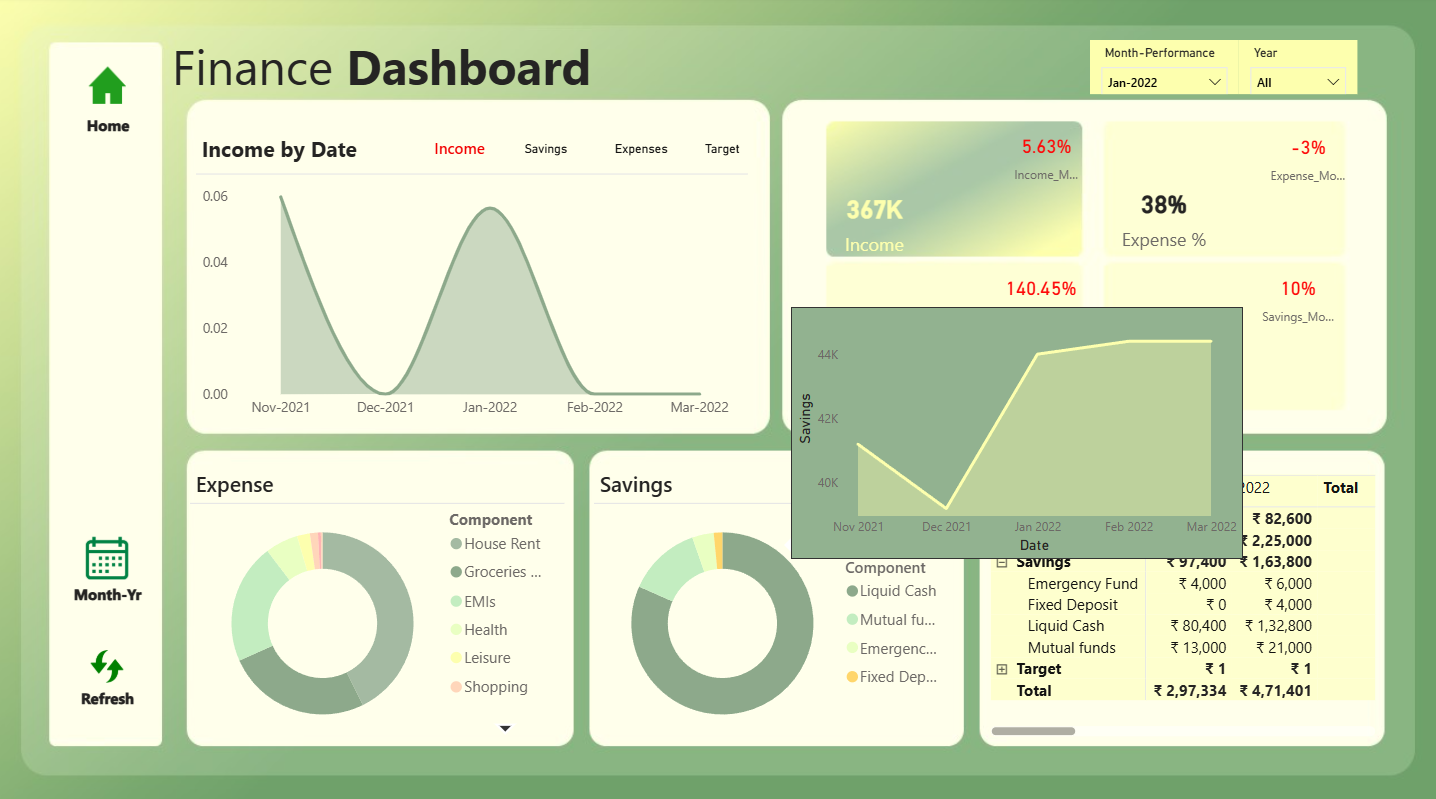 Finance Dashboard
Month-Performance
Year
Jan-2022
All
Home
Month-Yr
Refresh
Income by Date
Income
Savings
Expenses
Target
0.06
0.04
0.02
0.00
Nov-2021
Dec-2021
Jan-2022
Feb-2022
Mar-2022
5.63%
Income_M...
367K
Income
-3%
Expense_Mo...
38%
Expense %
140.45%
10%
Savings_Mo...
44K
42K
40K
Savings
Nov 2021
Dec 2021
Jan 2022
Feb 2022
Mar 2022
Date
Expense
Component
House Rent
Groceries ...
EMIs
Health
Leisure
Shopping
Savings
Component
Liquid Cash
Mutual fu...
Emergenc...
Fixed Dep...
2022 Total
₹ 82,600
₹ 2,25,000
Savings ₹ 97,400 ₹ 1,63,800
Emergency Fund ₹ 4,000 ₹ 6,000
Fixed Deposit ₹ 0 ₹ 4,000
Liquid Cash ₹ 80,400 ₹ 1,32,800
Mutual funds ₹ 13,000 ₹ 21,000
Target ₹ 1 ₹ 1
Total ₹ 2,97,334 ₹ 4,71,401